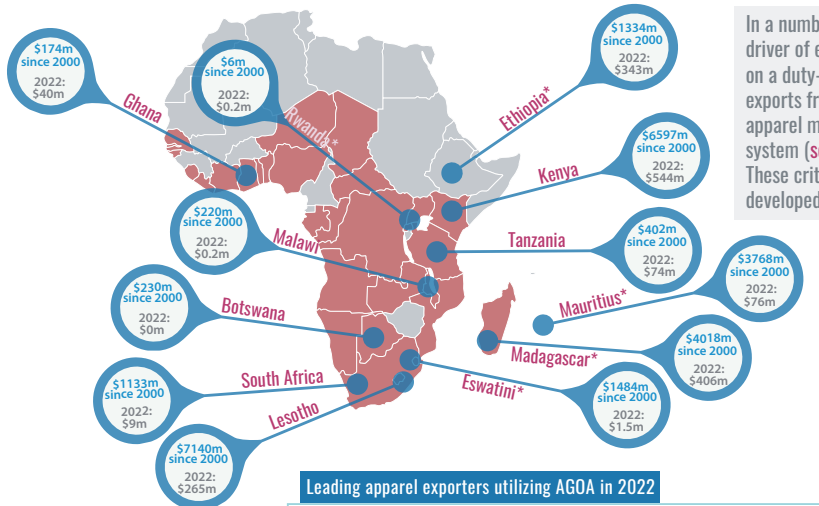 $174m
since 2000
2022:
$40m
Ghana
$6m
since 2000
2022:
$0.2m
Rwanda*
$1334m
since 2000
2022:
$343m
Ethiopia*
In a numb
driver of e
on a duty-
exports fr
apparel m
system (s
These crit
developed
$6597m
since 2000
2022:
$544m
Kenya
$220m
since 2000
2022:
$0.2m
Malawi
$402m
since 2000
2022:
$74m
Tanzania
$3768m
since 2000
2022:
$76m
Mauritius*
$230m
since 2000
2022:
$0m
Botswana
$4018m
since 2000
2022:
$406m
Madagascar*
$1133m
since 2000
2022:
$9m
South Africa
$1484m
since 2000
2022:
$1.5m
Eswatini*
$7140m
since 2000
2022:
$265m
Lesotho
Leading apparel exporters utilizing AGOA in 2022